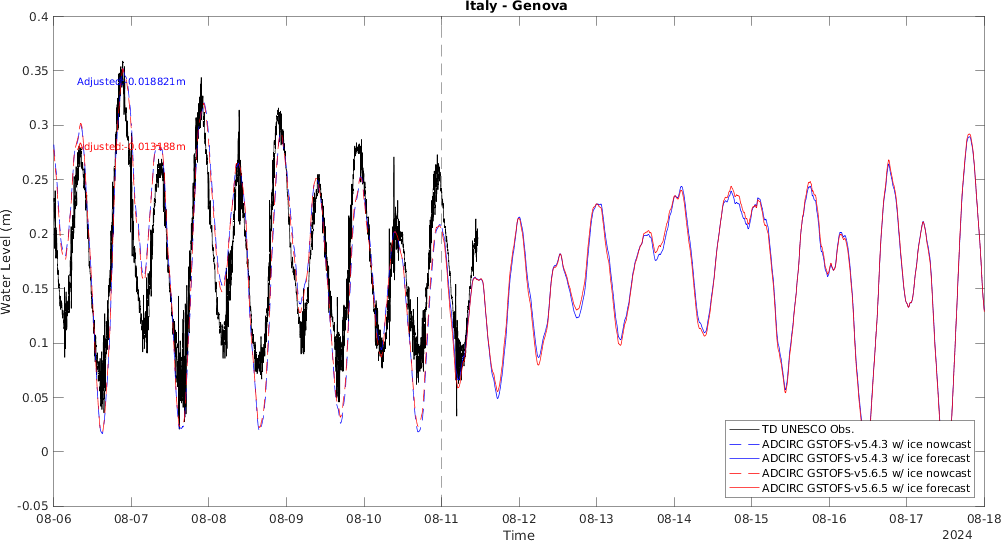 Italy - Genova
Water Level (m)
0.4
0.35
0.3
0.25
0.2
0.15
0.1
0.05
0
-0.05
Adjusted:-0.018821m
Adjusted:-0.013188m
TD UNESCO Obs.
ADCIRC GSTOFS-v5.4.3 w/ ice nowcast
ADCIRC GSTOFS-v5.4.3 w/ ice forecast
ADCIRC GSTOFS-v5.6.5 w/ ice nowcast
ADCIRC GSTOFS-v5.6.5 w/ ice forecast
08-06 08-07 08-08 08-09 08-10 08-11 08-12 08-13 08-14 08-15 08-16 08-17 08-18
Time
2024